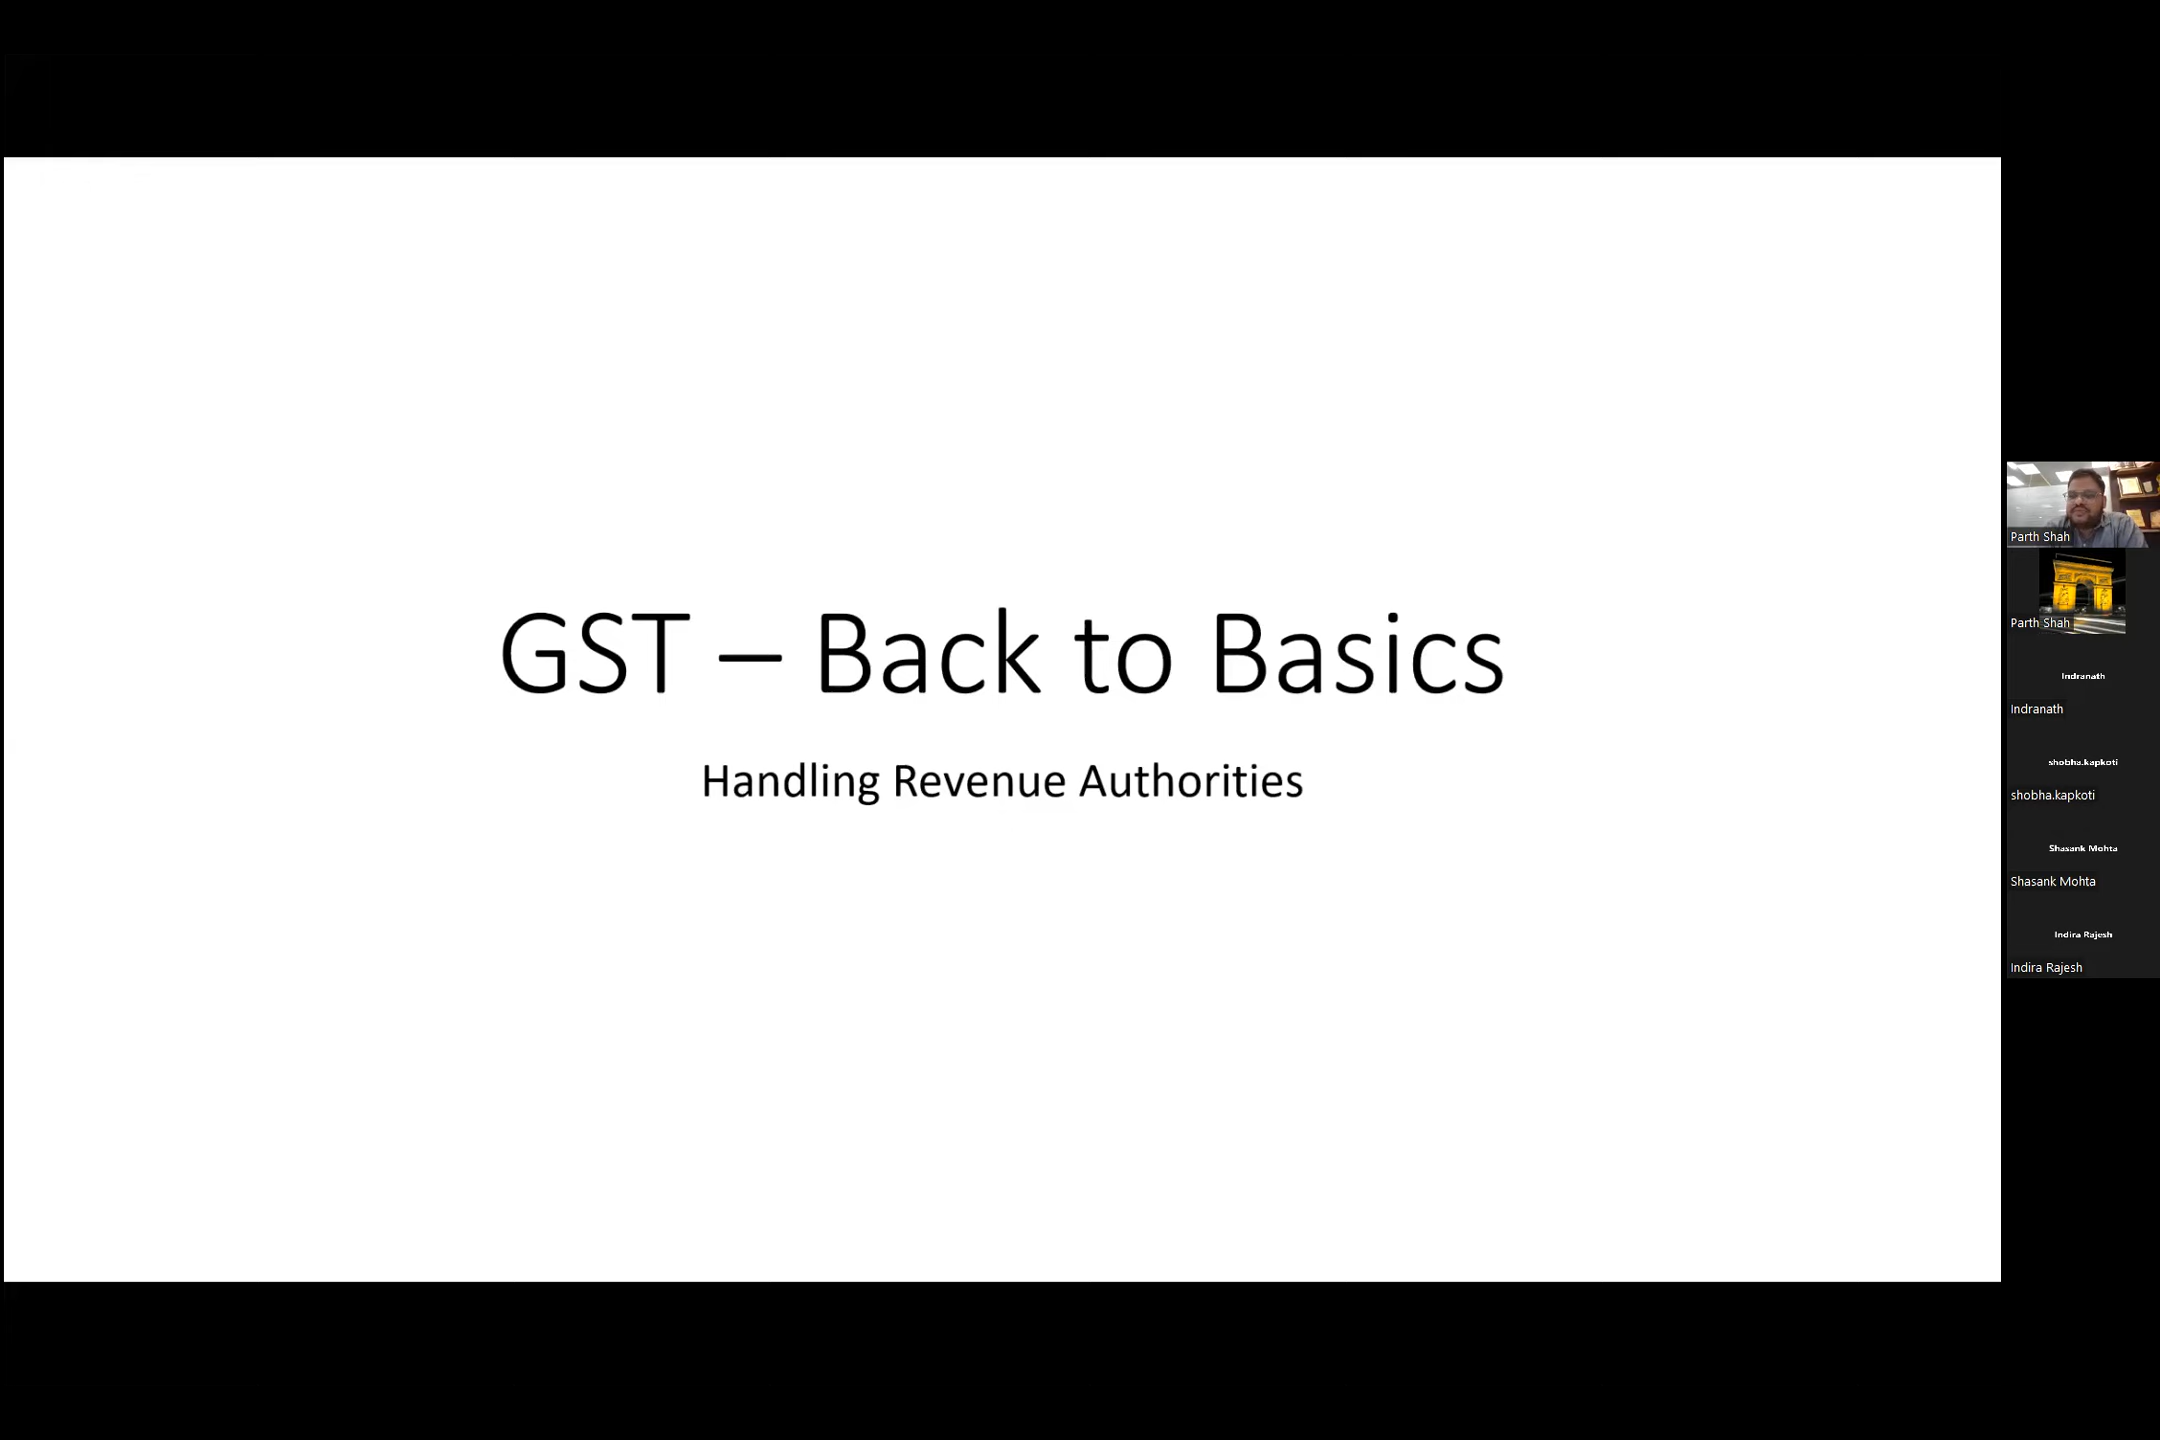 GST – Back to Basics
Handling Revenue Authorities
Parth Shah
Parth Shah
Indranath
Indranath
shobha.kapkoti
shobha.kapkoti
Shasank Mohta
Shasank Mohta
Indira Rajesh
Indira Rajesh